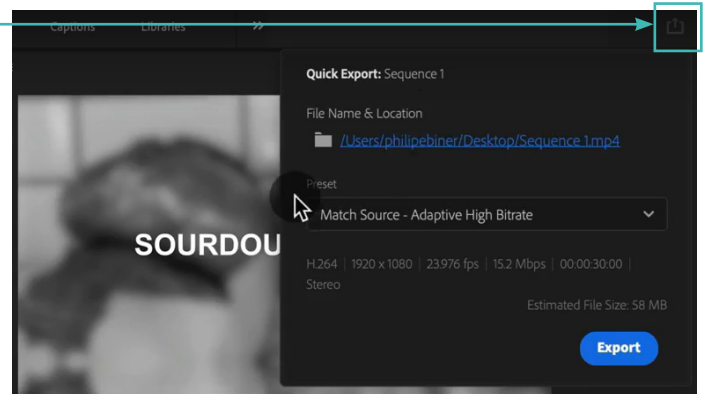 Captions Libraries »
Quick Export: Sequence 1
File Name & Location
/Users/philipebiner/Desktop/Sequence 1.mp4
Preset
Match Source - Adaptive High Bitrate
SOURDOU
H.264 | 1920 x 1080 | 23.976 fps | 15.2 Mbps | 00:00:30:00 |
Stereo
Estimated File Size: 58 MB
Export